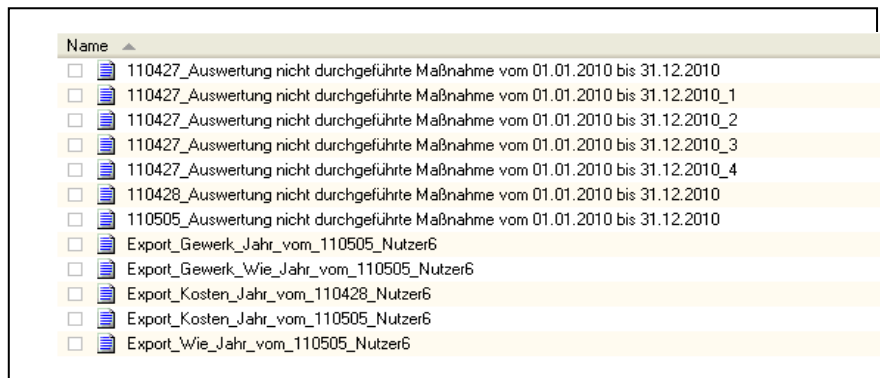 Name
110427_Auswertung nicht durchgeführte Maßnahme vom 01.01.2010 bis 31.12.2010
110427_Auswertung nicht durchgeführte Maßnahme vom 01.01.2010 bis 31.12.2010_1
110427_Auswertung nicht durchgeführte Maßnahme vom 01.01.2010 bis 31.12.2010_2
110427_Auswertung nicht durchgeführte Maßnahme vom 01.01.2010 bis 31.12.2010_3
110427_Auswertung nicht durchgeführte Maßnahme vom 01.01.2010 bis 31.12.2010_4
110428_Auswertung nicht durchgeführte Maßnahme vom 01.01.2010 bis 31.12.2010
110505_Auswertung nicht durchgeführte Maßnahme vom 01.01.2010 bis 31.12.2010
Export_Gewerk_Jahr_vom_110505_Nutzer6
Export_Gewerk_Wie_Jahr_vom_110505_Nutzer6
Export_Kosten_Jahr_vom_110428_Nutzer6
Export_Kosten_Jahr_vom_110505_Nutzer6
Export_Wie_Jahr_vom_110505_Nutzer6